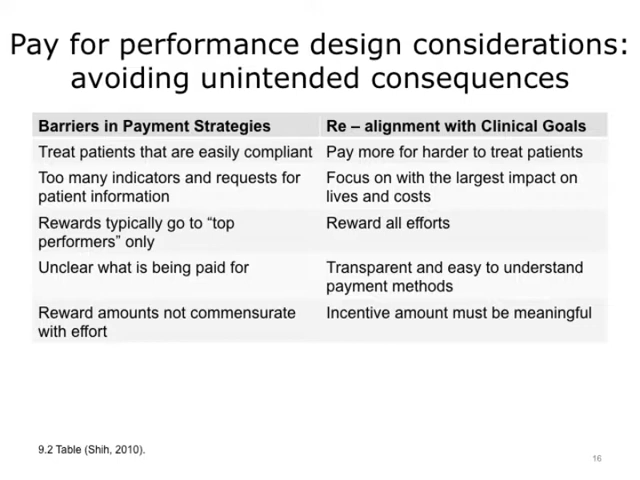 Pay for performance design considerations:
avoiding unintended consequences
Barriers in Payment Strategies
Re – alignment with Clinical Goals
Treat patients that are easily compliant
Pay more for harder to treat patients
Too many indicators and requests for
patient information
Focus on with the largest impact on
lives and costs
Rewards typically go to “top
performers” only
Reward all efforts
Unclear what is being paid for
Transparent and easy to understand
payment methods
Reward amounts not commensurate
with effort
Incentive amount must be meaningful
9.2 Table (Shih, 2010).
16